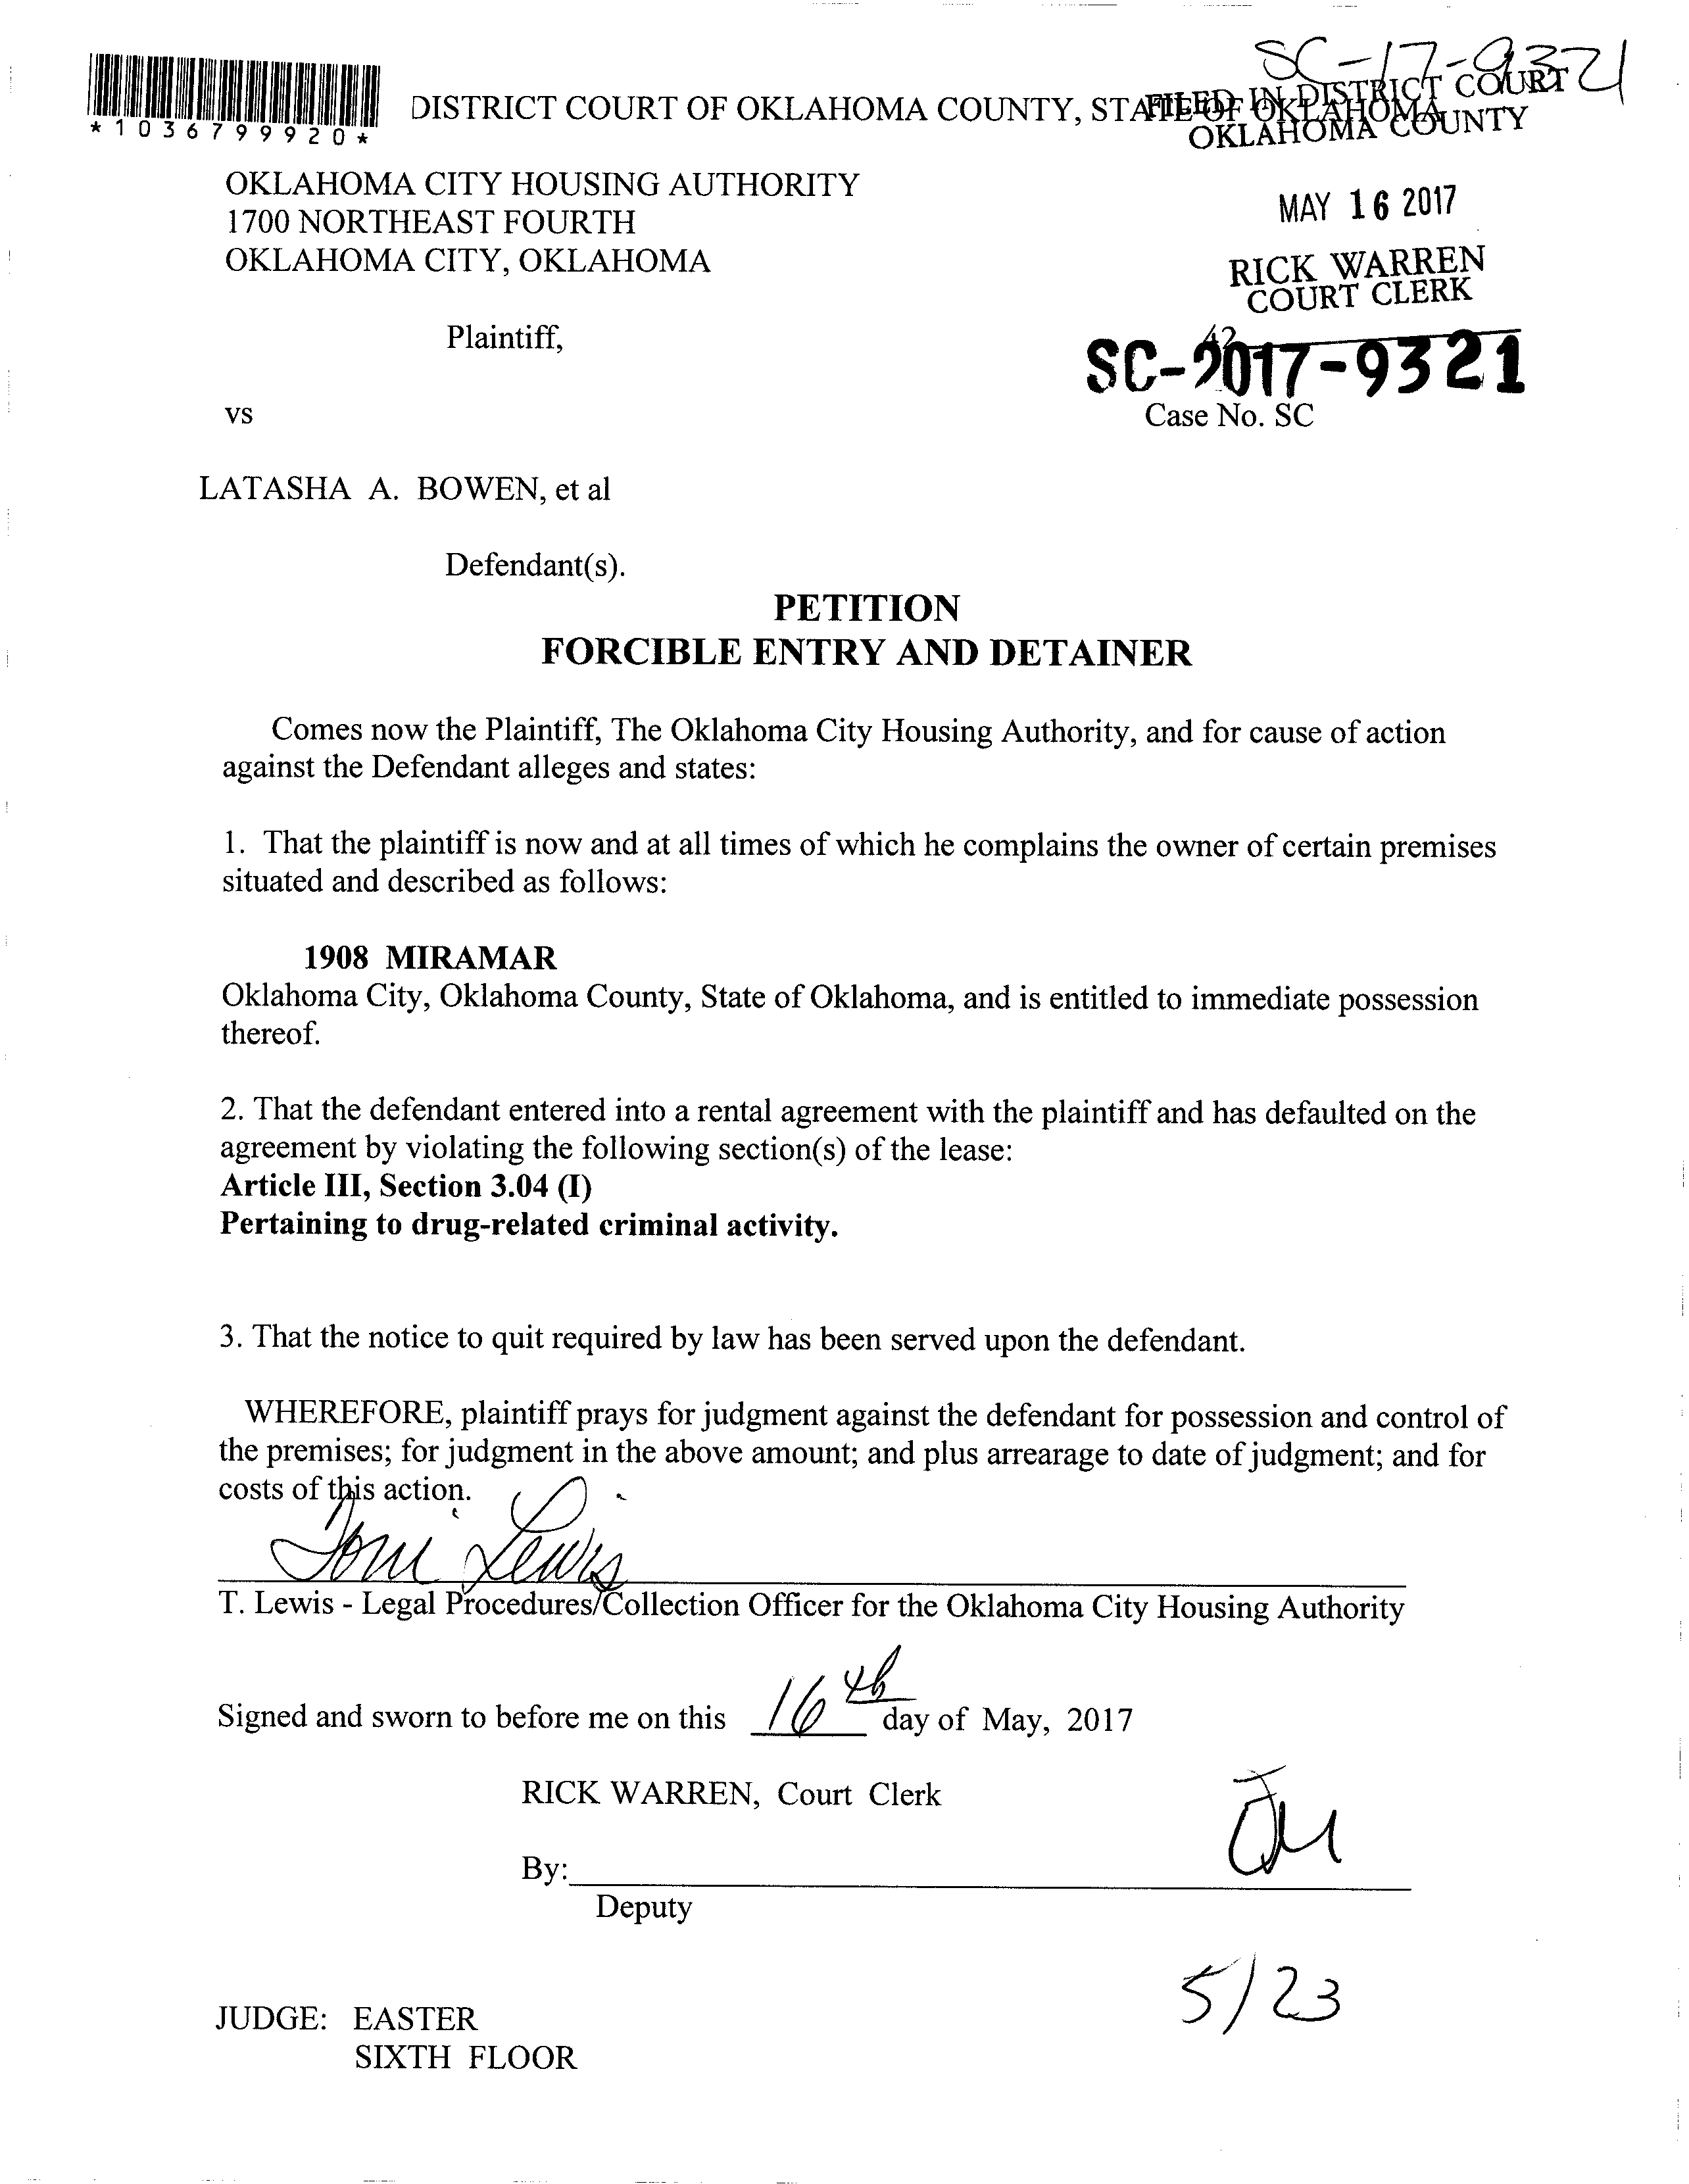 SC-17-9321
*1036799920*
DISTRICT COURT OF OKLAHOMA COUNTY, STATE OF OKLAHOMA
FILED IN DISTRICT COURT
OKLAHOMA COUNTY
OKLAHOMA CITY HOUSING AUTHORITY
1700 NORTHEAST FOURTH
OKLAHOMA CITY, OKLAHOMA
MAY 16 2017
RICK WARREN
COURT CLERK
Plaintiff,
42
SC-2017-9321
vs
Case No. SC
LATASHA A. BOWEN, et al
Defendant(s).
PETITION
FORCIBLE ENTRY AND DETAINER
Comes now the Plaintiff, The Oklahoma City Housing Authority, and for cause of action
against the Defendant alleges and states:
1. That the plaintiff is now and at all times of which he complains the owner of certain premises
situated and described as follows:
1908 MIRAMAR
Oklahoma City, Oklahoma County, State of Oklahoma, and is entitled to immediate possession
thereof.
2. That the defendant entered into a rental agreement with the plaintiff and has defaulted on the
agreement by violating the following section(s) of the lease:
Article III, Section 3.04 (I)
Pertaining to drug-related criminal activity.
3. That the notice to quit required by law has been served upon the defendant.
WHEREFORE, plaintiff prays for judgment against the defendant for possession and control of
the premises; for judgment in the above amount; and plus arrearage to date of judgment; and for
costs of this action.
Toni Lewis
T. Lewis - Legal Procedures/Collection Officer for the Oklahoma City Housing Authority
Signed and sworn to before me on this 16th day of May, 2017
RICK WARREN, Court Clerk
By:
Deputy
5/23
JUDGE: EASTER
SIXTH FLOOR